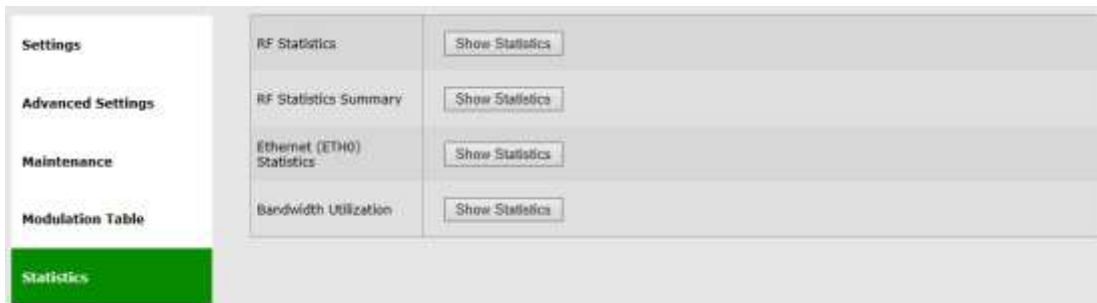 Settings
RF Statistics
Show Statistics
Advanced Settings
RF Statistics Summary
Show Statistics
Maintenance
Ethernet (ETH0)
Statistics
Show Statistics
Modulation Table
Bandwidth Utilization
Show Statistics
Statistics